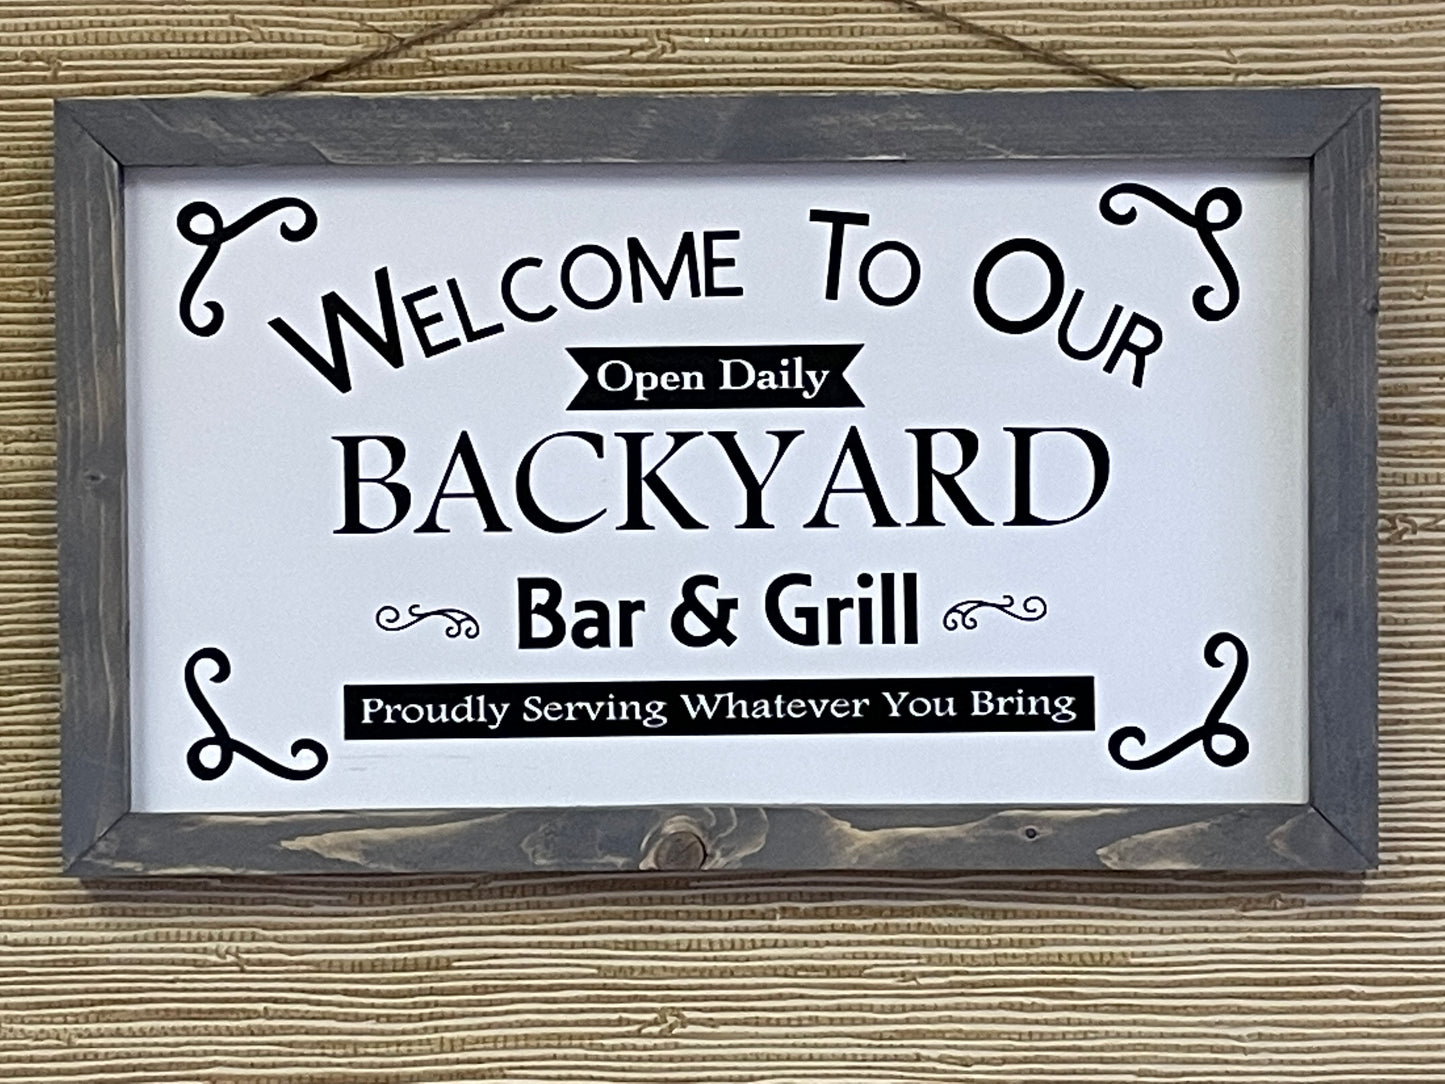 Welcome To Our
Open Daily
BACKYARD
Bar & Grill
Proudly Serving Whatever You Bring